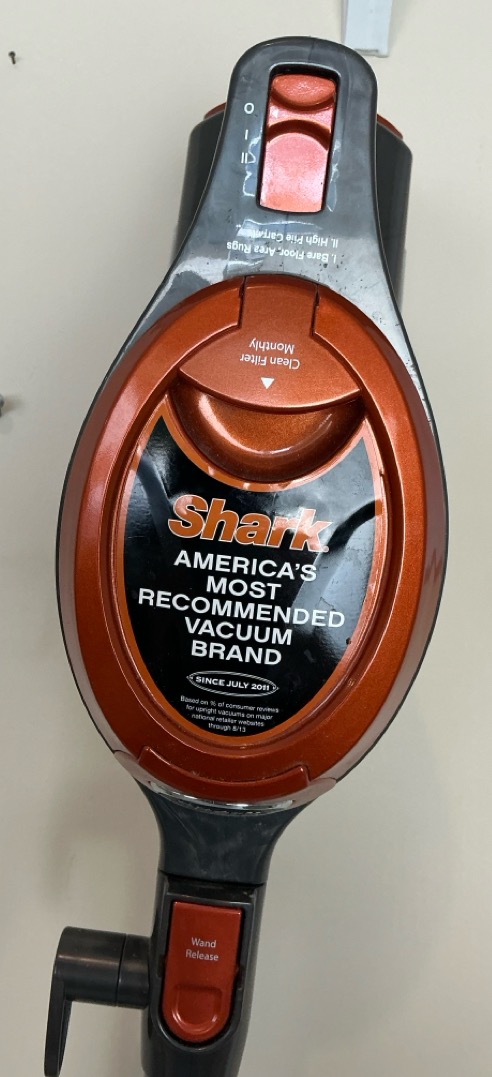 O
I
II
I. Bare Floor, Area Rugs
II. High Pile Carpet
Clean Filter
Monthly
Shark
AMERICA'S
MOST
RECOMMENDED
VACUUM
BRAND
SINCE JULY 2011
Based on % of consumer reviews
for upright vacuums on major
national retailer websites
through 8/13
Wand
Release